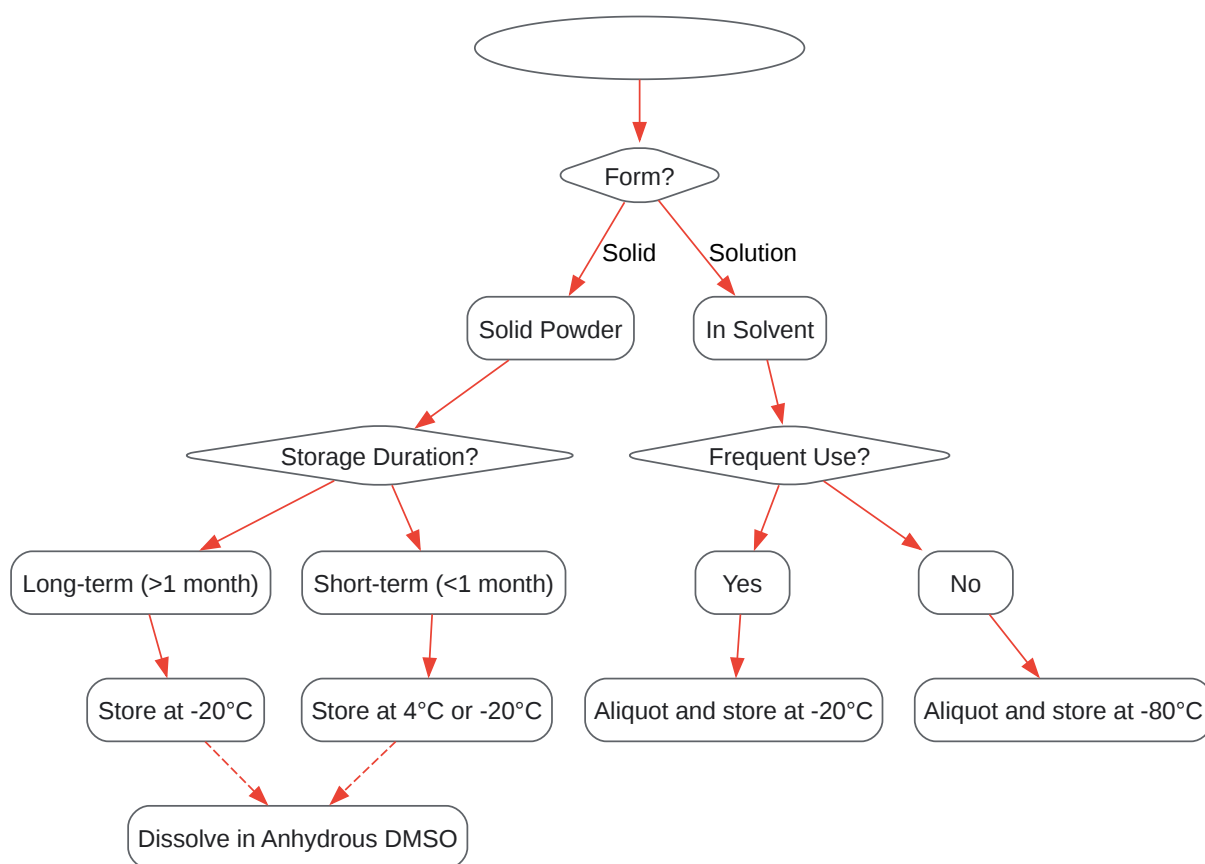 Form?
Solid
Solution
Solid Powder
In Solvent
Storage Duration?
Frequent Use?
Long-term (>1 month)
Short-term (<1 month)
Yes
No
Store at -20°C
Store at 4°C or -20°C
Aliquot and store at -20°C
Aliquot and store at -80°C
Dissolve in Anhydrous DMSO